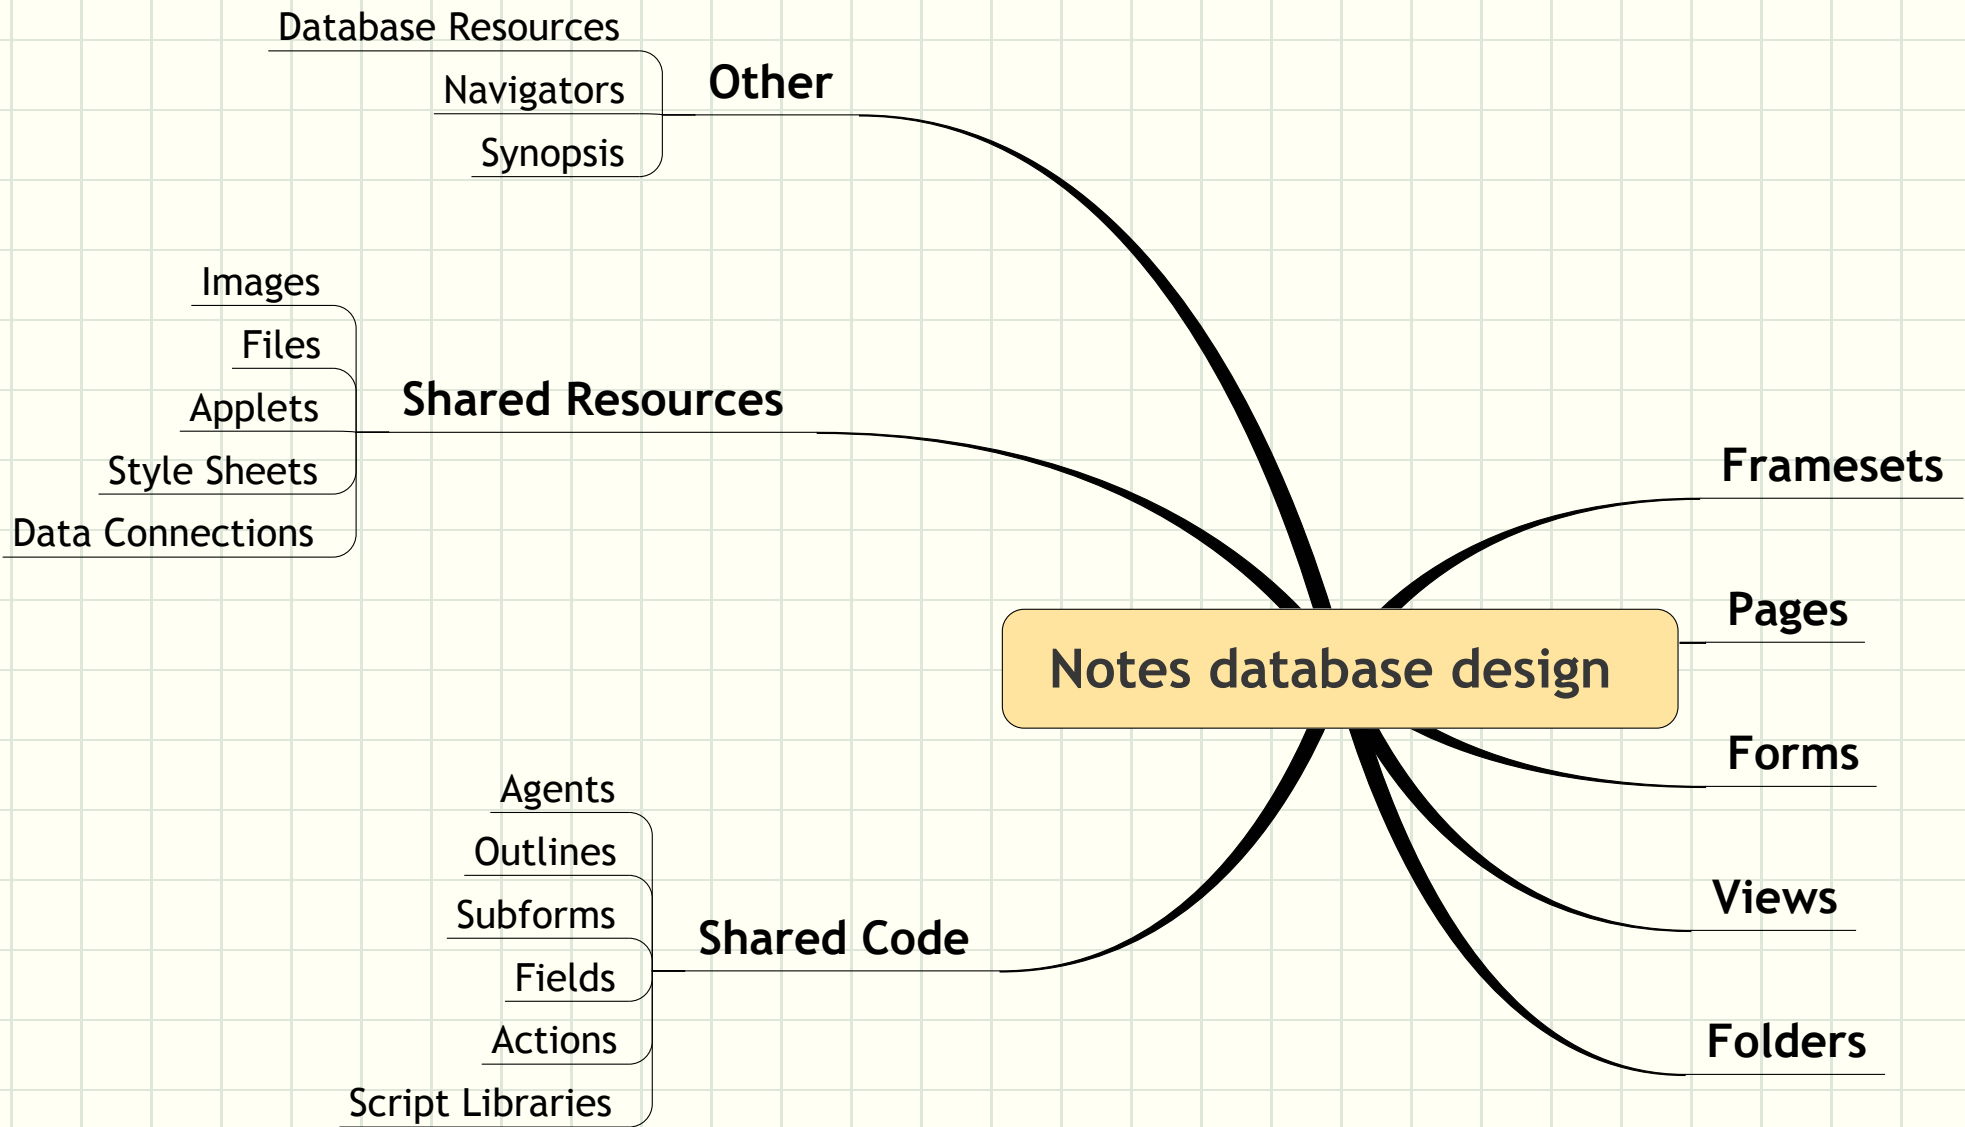 Notes database design
Framesets
Pages
Forms
Views
Folders
Shared Code
Agents
Outlines
Subforms
Fields
Actions
Script Libraries
Shared Resources
Images
Files
Applets
Style Sheets
Data Connections
Other
Database Resources
Navigators
Synopsis